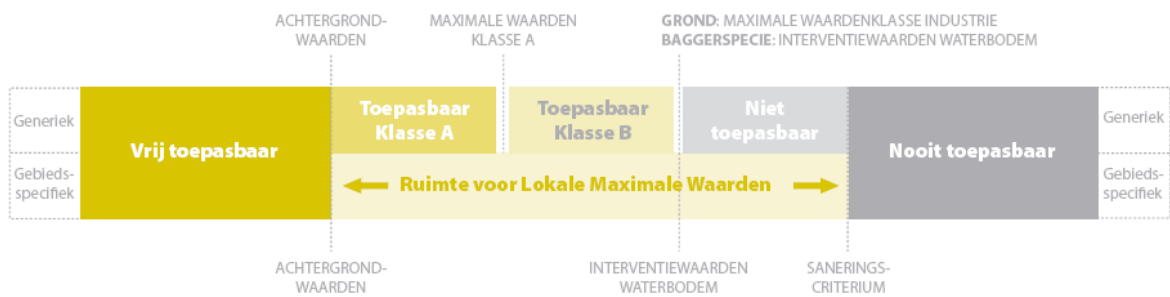 ACHTERGROND-
WAARDEN
MAXIMALE WAARDEN
KLASSE A
GROND: MAXIMALE WAARDENKLASSE INDUSTRIE
BAGGERSPECIE: INTERVENTIEWAARDEN WATERBODEM
Generiek
Vrij toepasbaar
Toepasbaar
Klasse A
Toepasbaar
Klasse B
Niet
toepasbaar
Nooit toepasbaar
Generiek
Gebieds-
specifiek
Ruimte voor Lokale Maximale Waarden
Gebieds-
specifiek
ACHTERGROND-
WAARDEN
INTERVENTIEWAARDEN
WATERBODEM
SANERINGS-
CRITERIUM